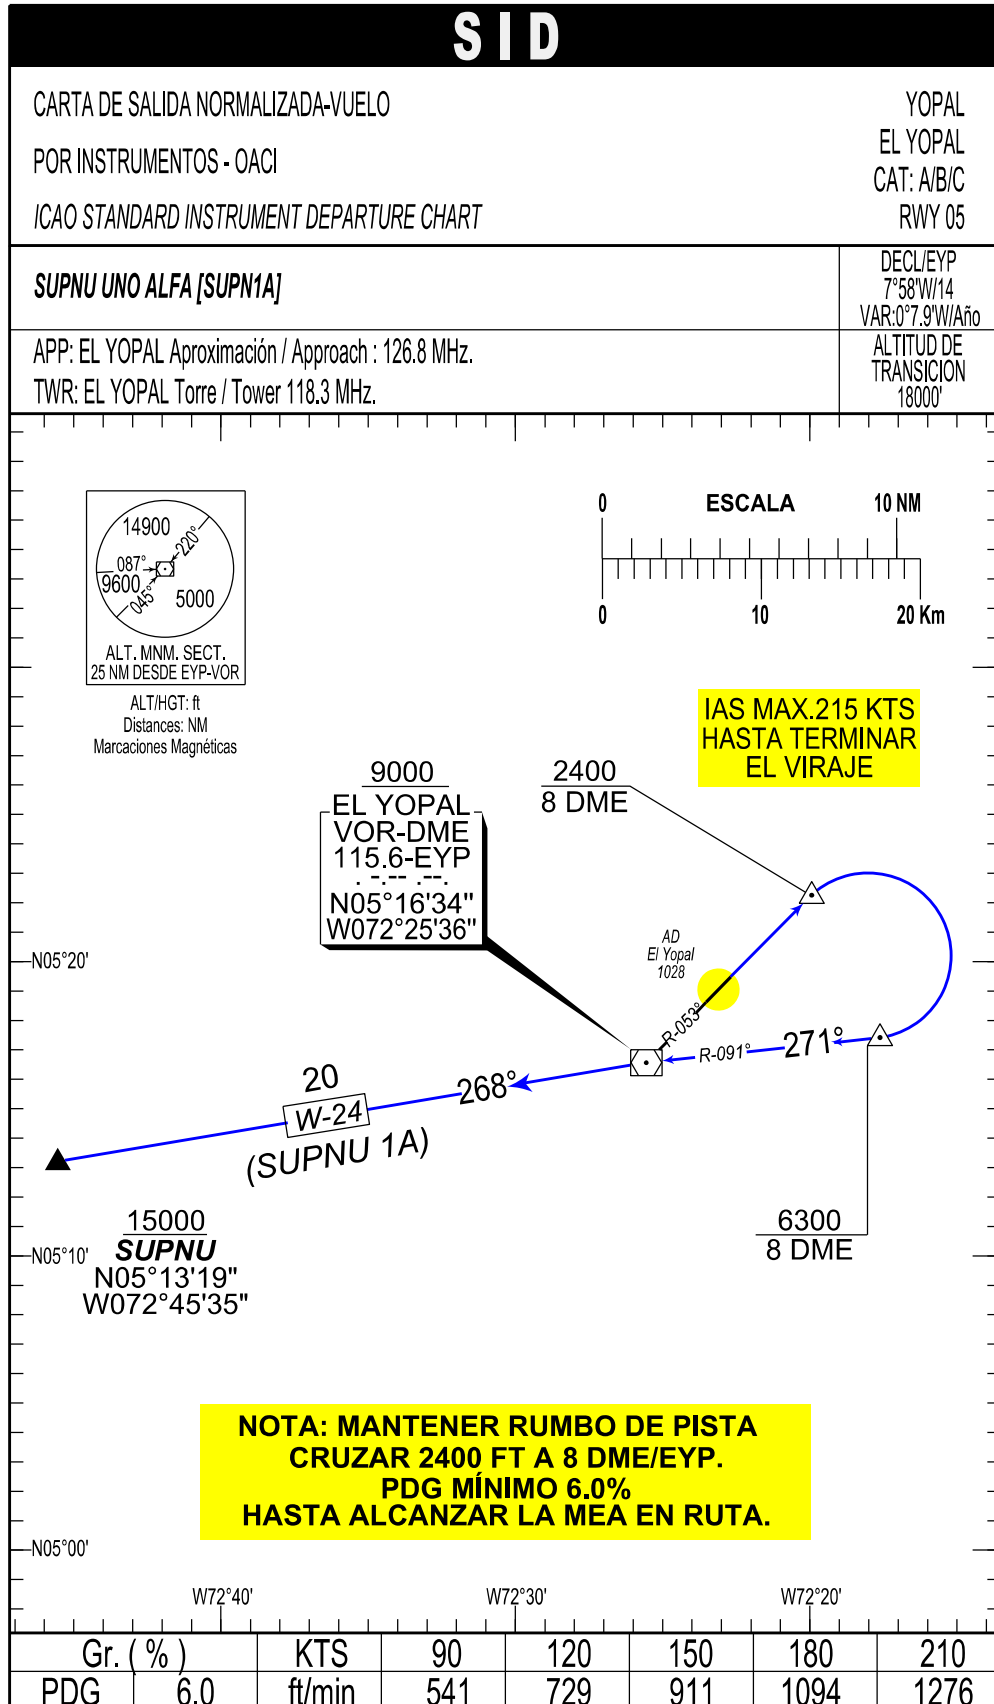 SID
CARTA DE SALIDA NORMALIZADA-VUELO
POR INSTRUMENTOS - OACI
ICAO STANDARD INSTRUMENT DEPARTURE CHART
YOPAL
EL YOPAL
CAT: A/B/C
RWY 05
SUPNU UNO ALFA [SUPN1A]
DECL/EYP
7°58'W/14
VAR:0°7.9'W/Año
APP: EL YOPAL Aproximación / Approach : 126.8 MHz.
TWR: EL YOPAL Torre / Tower 118.3 MHz.
ALTITUD DE
TRANSICION
18000'
14900
220°
087°
9600
045°
5000
ALT. MNM. SECT.
25 NM DESDE EYP-VOR
ALT/HGT: ft
Distances: NM
Marcaciones Magnéticas
0 ESCALA 10 NM
0 10 20 Km
IAS MAX.215 KTS
HASTA TERMINAR
EL VIRAJE
9000
EL YOPAL
VOR-DME
115.6-EYP
. -.-- .--.
N05°16'34"
W072°25'36"
2400
8 DME
AD
El Yopal
1028
N05°20'
R-053°
R-091°
271°
268°
20
W-24
(SUPNU 1A)
15000
SUPNU
N05°13'19"
W072°45'35"
6300
8 DME
N05°10'
NOTA: MANTENER RUMBO DE PISTA
CRUZAR 2400 FT A 8 DME/EYP.
PDG MÍNIMO 6.0%
HASTA ALCANZAR LA MEA EN RUTA.
N05°00'
W72°40' W72°30' W72°20'
Gr. ( % ) KTS 90 120 150 180 210
PDG 6.0 ft/min 541 729 911 1094 1276